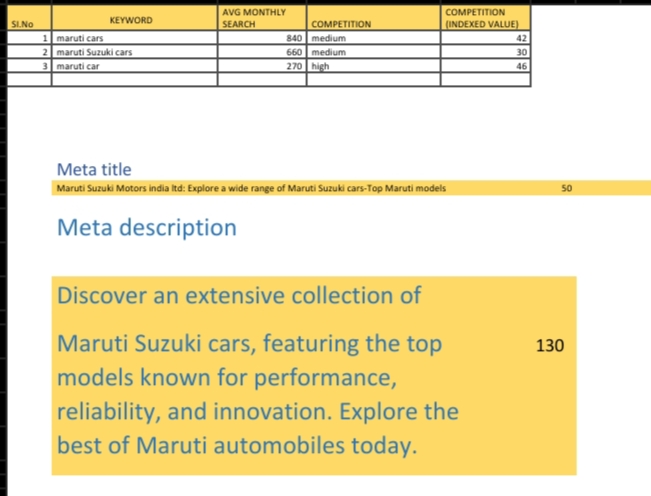 Sl.No KEYWORD AVG MONTHLY SEARCH COMPETITION COMPETITION (INDEXED VALUE)
1 maruti cars 840 medium 42
2 maruti Suzuki cars 660 medium 30
3 maruti car 270 high 46
Meta title
Maruti Suzuki Motors india ltd: Explore a wide range of Maruti Suzuki cars-Top Maruti models 50
Meta description
Discover an extensive collection of
Maruti Suzuki cars, featuring the top 130
models known for performance,
reliability, and innovation. Explore the
best of Maruti automobiles today.